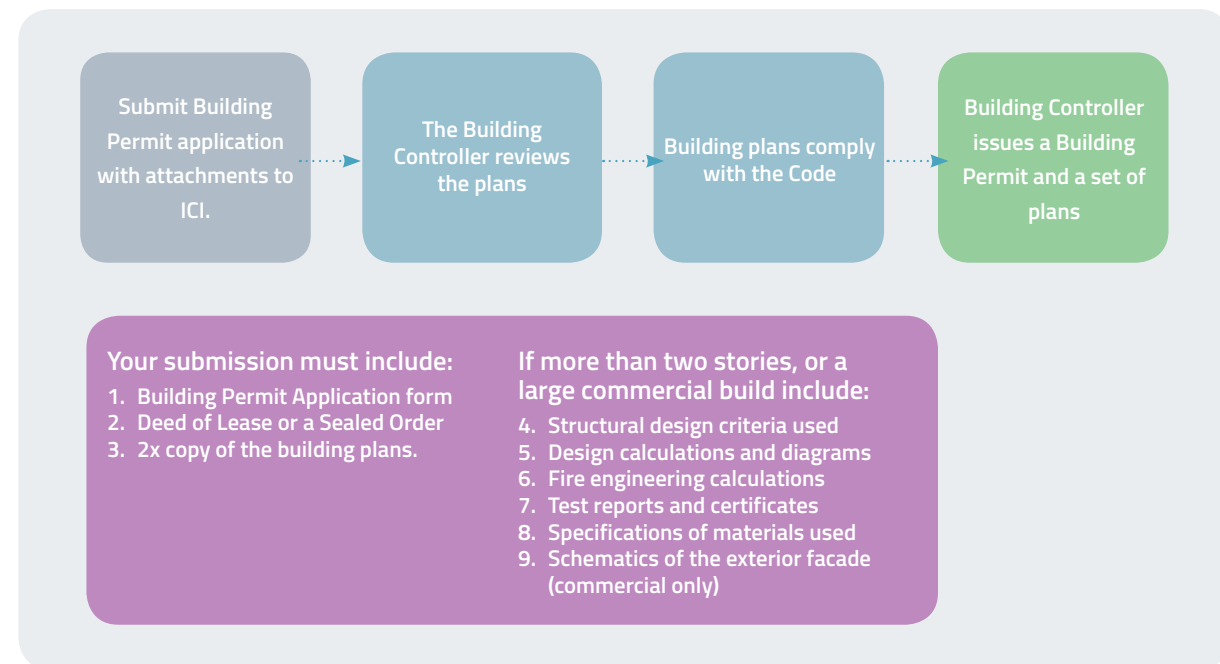 Submit Building
Permit application
with attachments to
ICI.
The Building
Controller reviews
the plans
Building plans comply
with the Code
Building Controller
issues a Building
Permit and a set of
plans
Your submission must include:
1. Building Permit Application form
2. Deed of Lease or a Sealed Order
3. 2x copy of the building plans.
If more than two stories, or a
large commercial build include:
4. Structural design criteria used
5. Design calculations and diagrams
6. Fire engineering calculations
7. Test reports and certificates
8. Specifications of materials used
9. Schematics of the exterior facade
(commercial only)